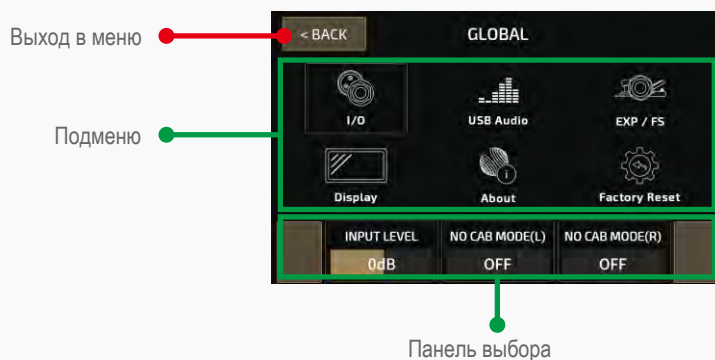 Выход в меню
< BACK
GLOBAL
Подменю
I/O
USB Audio
EXP / FS
Display
About
Factory Reset
INPUT LEVEL
NO CAB MODE(L)
NO CAB MODE(R)
0dB
OFF
OFF
Панель выбора